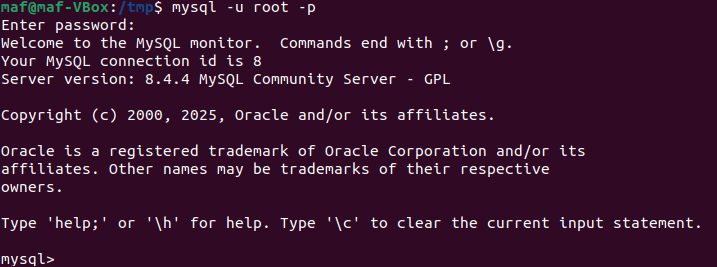 maf@maf-VBox:/tmp$ mysql -u root -p
Enter password:
Welcome to the MySQL monitor.  Commands end with ; or \g.
Your MySQL connection id is 8
Server version: 8.4.4 MySQL Community Server - GPL

Copyright (c) 2000, 2025, Oracle and/or its affiliates.

Oracle is a registered trademark of Oracle Corporation and/or its
affiliates. Other names may be trademarks of their respective
owners.

Type 'help;' or '\h' for help. Type '\c' to clear the current input statement.

mysql>